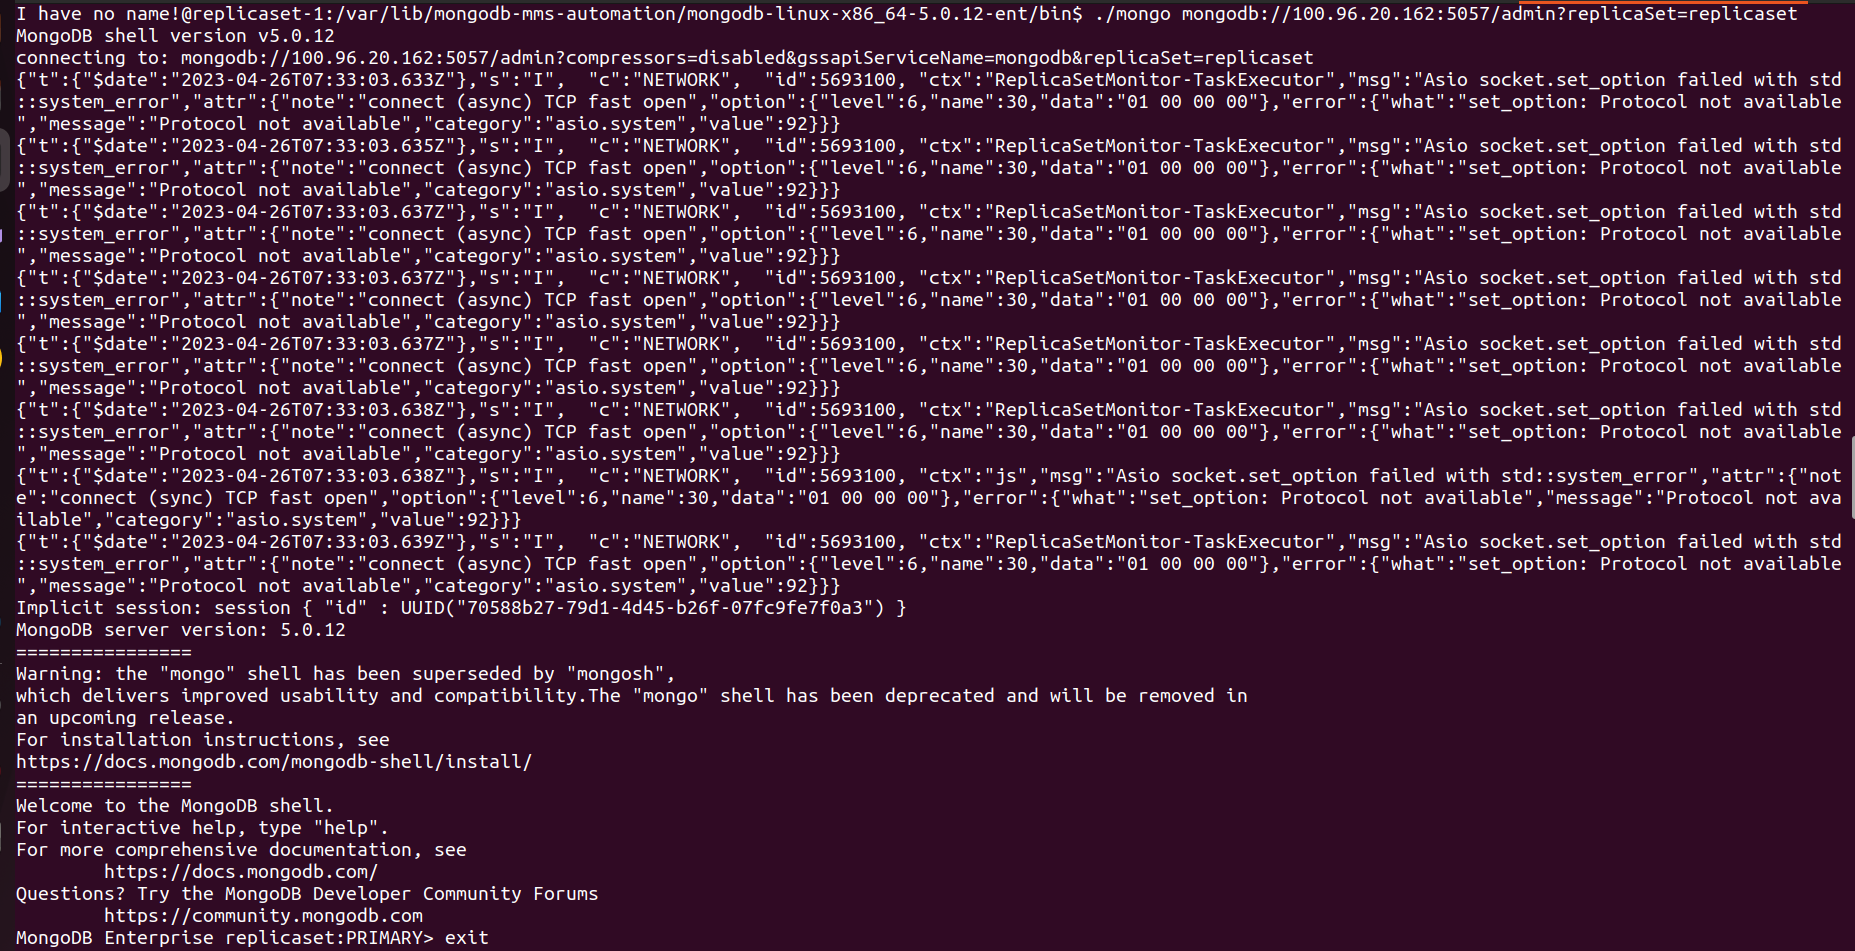 I have no name!@replicaset-1:/var/lib/mongodb-mms-automation/mongodb-linux-x86_64-5.0.12-ent/bin$ ./mongo mongodb://100.96.20.162:5057/admin?replicaSet=replicaset
MongoDB shell version v5.0.12
connecting to: mongodb://100.96.20.162:5057/admin?compressors=disabled&gssapiServiceName=mongodb&replicaSet=replicaset
{"t":{"$date":"2023-04-26T07:33:03.633Z"},"s":"I",  "c":"NETWORK",  "id":5693100, "ctx":"ReplicaSetMonitor-TaskExecutor","msg":"Asio socket.set_option failed with std
::system_error","attr":{"note":"connect (async) TCP fast open","option":{"level":6,"name":30,"data":"01 00 00 00"},"error":{"what":"set_option: Protocol not available
","message":"Protocol not available","category":"asio.system","value":92}}}
{"t":{"$date":"2023-04-26T07:33:03.635Z"},"s":"I",  "c":"NETWORK",  "id":5693100, "ctx":"ReplicaSetMonitor-TaskExecutor","msg":"Asio socket.set_option failed with std
::system_error","attr":{"note":"connect (async) TCP fast open","option":{"level":6,"name":30,"data":"01 00 00 00"},"error":{"what":"set_option: Protocol not available
","message":"Protocol not available","category":"asio.system","value":92}}}
{"t":{"$date":"2023-04-26T07:33:03.637Z"},"s":"I",  "c":"NETWORK",  "id":5693100, "ctx":"ReplicaSetMonitor-TaskExecutor","msg":"Asio socket.set_option failed with std
::system_error","attr":{"note":"connect (async) TCP fast open","option":{"level":6,"name":30,"data":"01 00 00 00"},"error":{"what":"set_option: Protocol not available
","message":"Protocol not available","category":"asio.system","value":92}}}
{"t":{"$date":"2023-04-26T07:33:03.637Z"},"s":"I",  "c":"NETWORK",  "id":5693100, "ctx":"ReplicaSetMonitor-TaskExecutor","msg":"Asio socket.set_option failed with std
::system_error","attr":{"note":"connect (async) TCP fast open","option":{"level":6,"name":30,"data":"01 00 00 00"},"error":{"what":"set_option: Protocol not available
","message":"Protocol not available","category":"asio.system","value":92}}}
{"t":{"$date":"2023-04-26T07:33:03.637Z"},"s":"I",  "c":"NETWORK",  "id":5693100, "ctx":"ReplicaSetMonitor-TaskExecutor","msg":"Asio socket.set_option failed with std
::system_error","attr":{"note":"connect (async) TCP fast open","option":{"level":6,"name":30,"data":"01 00 00 00"},"error":{"what":"set_option: Protocol not available
","message":"Protocol not available","category":"asio.system","value":92}}}
{"t":{"$date":"2023-04-26T07:33:03.638Z"},"s":"I",  "c":"NETWORK",  "id":5693100, "ctx":"ReplicaSetMonitor-TaskExecutor","msg":"Asio socket.set_option failed with std
::system_error","attr":{"note":"connect (async) TCP fast open","option":{"level":6,"name":30,"data":"01 00 00 00"},"error":{"what":"set_option: Protocol not available
","message":"Protocol not available","category":"asio.system","value":92}}}
{"t":{"$date":"2023-04-26T07:33:03.638Z"},"s":"I",  "c":"NETWORK",  "id":5693100, "ctx":"js","msg":"Asio socket.set_option failed with std::system_error","attr":{"not
e":"connect (sync) TCP fast open","option":{"level":6,"name":30,"data":"01 00 00 00"},"error":{"what":"set_option: Protocol not available","message":"Protocol not ava
ilable","category":"asio.system","value":92}}}
{"t":{"$date":"2023-04-26T07:33:03.639Z"},"s":"I",  "c":"NETWORK",  "id":5693100, "ctx":"ReplicaSetMonitor-TaskExecutor","msg":"Asio socket.set_option failed with std
::system_error","attr":{"note":"connect (async) TCP fast open","option":{"level":6,"name":30,"data":"01 00 00 00"},"error":{"what":"set_option: Protocol not available
","message":"Protocol not available","category":"asio.system","value":92}}}
Implicit session: session { "id" : UUID("70588b27-79d1-4d45-b26f-07fc9fe7f0a3") }
MongoDB server version: 5.0.12
================
Warning: the "mongo" shell has been superseded by "mongosh",
which delivers improved usability and compatibility.The "mongo" shell has been deprecated and will be removed in
an upcoming release.
For installation instructions, see
https://docs.mongodb.com/mongodb-shell/install/
================
Welcome to the MongoDB shell.
For interactive help, type "help".
For more comprehensive documentation, see
        https://docs.mongodb.com/
Questions? Try the MongoDB Developer Community Forums
        https://community.mongodb.com
MongoDB Enterprise replicaset:PRIMARY> exit